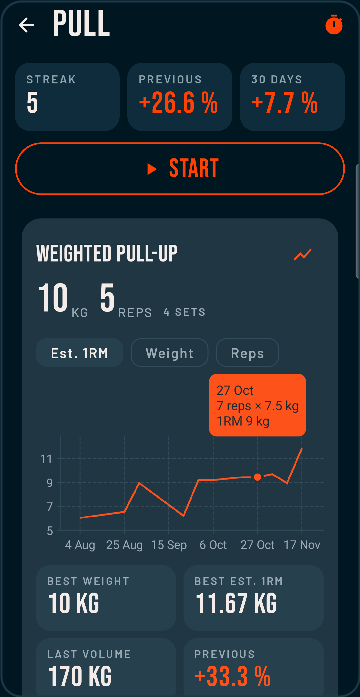 PULL
STREAK
5
PREVIOUS
+26.6 %
30 DAYS
+7.7 %
START
WEIGHTED PULL-UP
10 KG 5 REPS 4 SETS
Est. 1RM
Weight
Reps
27 Oct
7 reps × 7.5 kg
1RM 9 kg
11
9
7
5
4 Aug 25 Aug 15 Sep 6 Oct 27 Oct 17 Nov
BEST WEIGHT
10 KG
BEST EST. 1RM
11.67 KG
LAST VOLUME
170 KG
PREVIOUS
+33.3 %